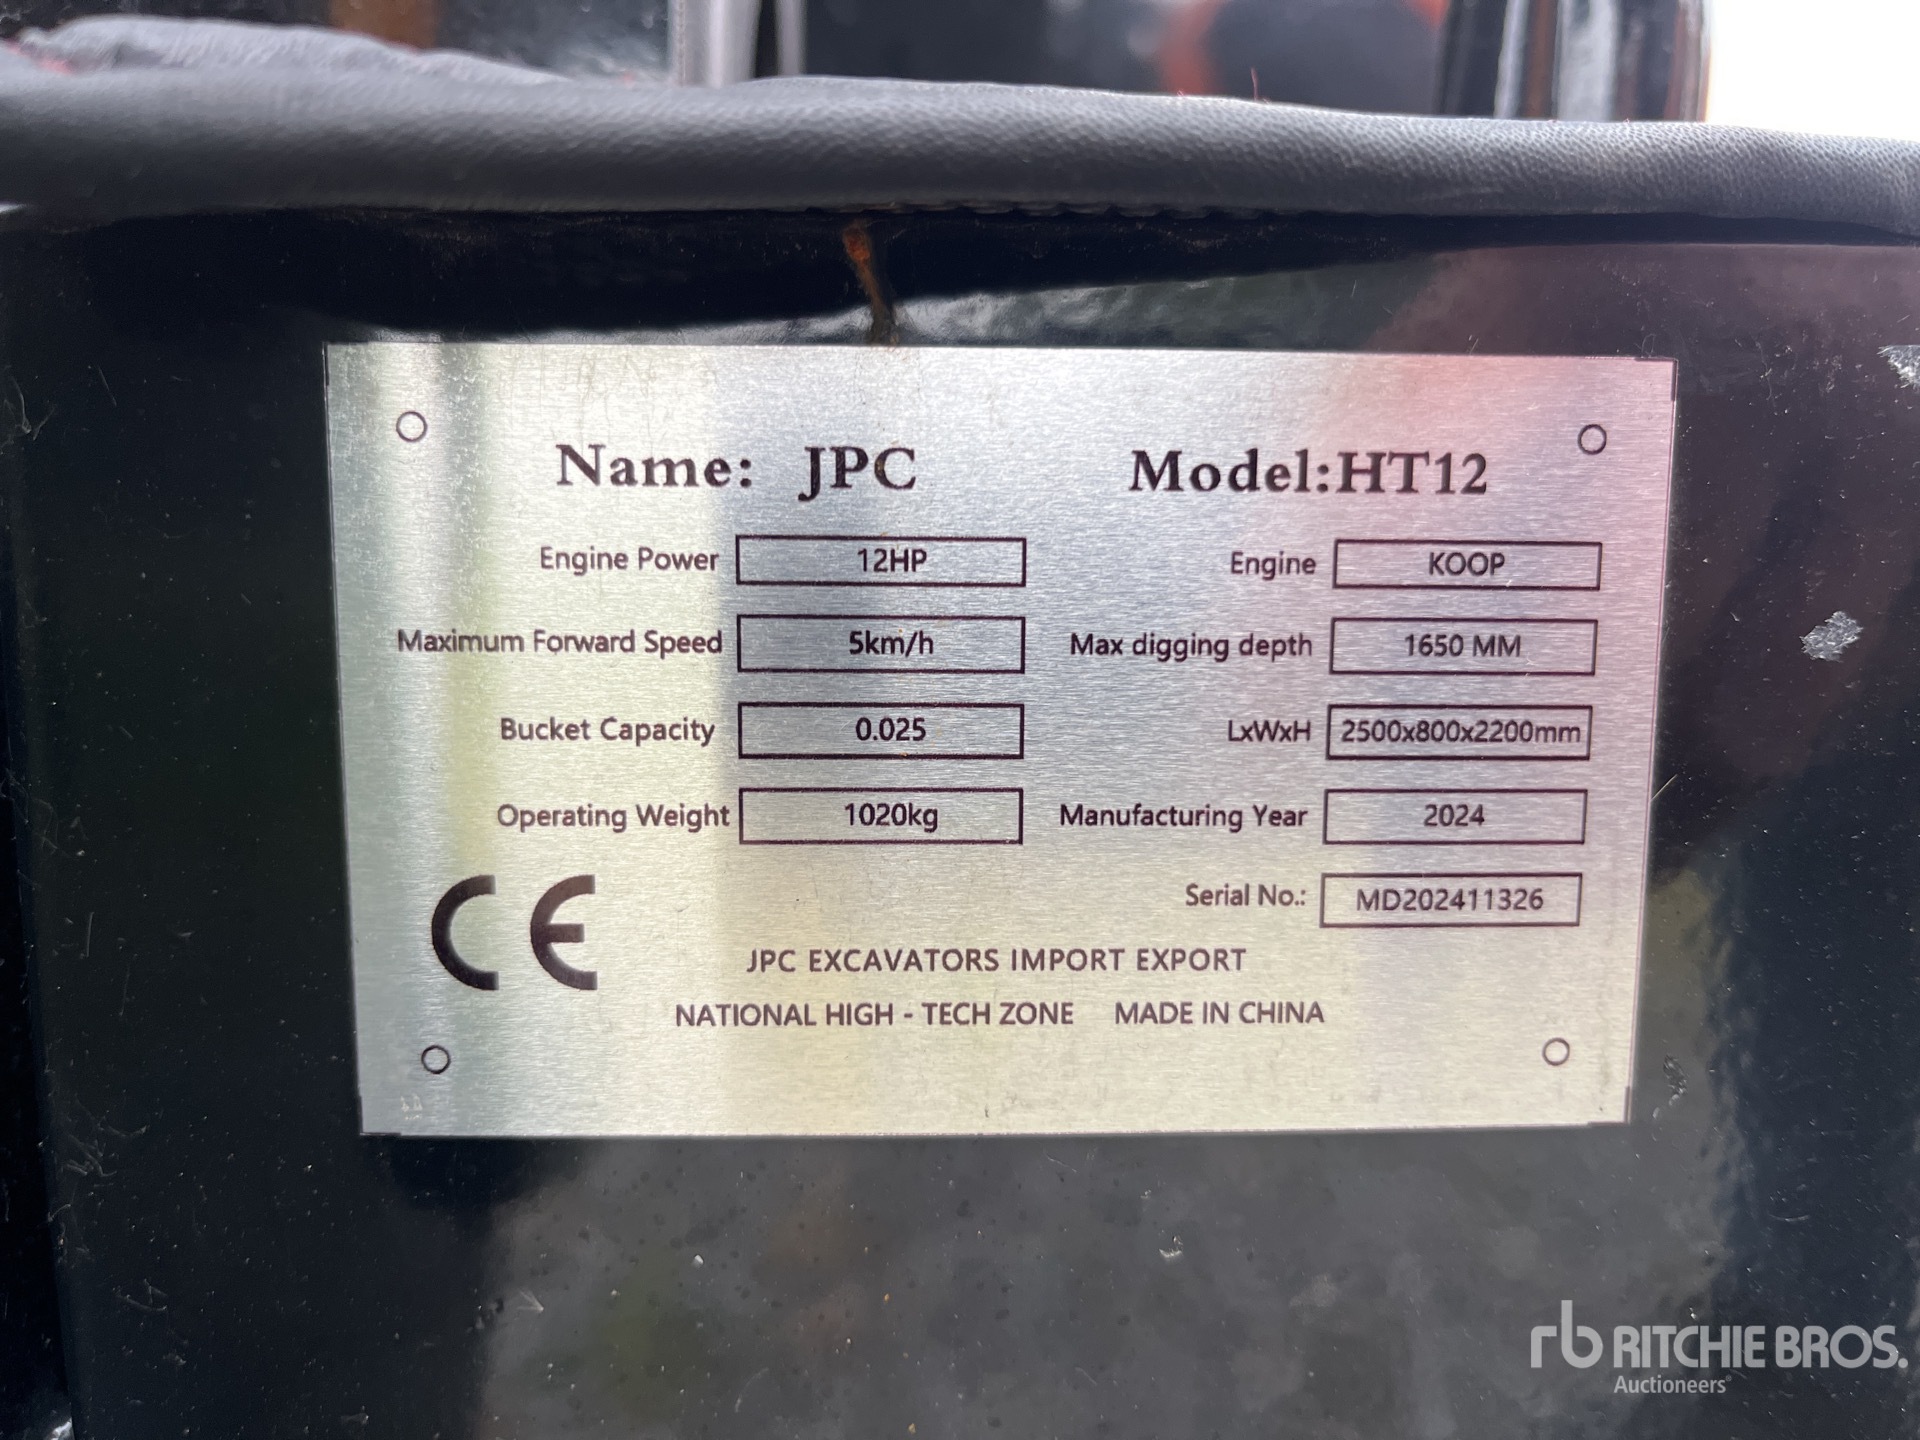 Name: JPC Model:HT12
Engine Power 12HP Engine KOOP
Maximum Forward Speed 5km/h Max digging depth 1650 MM
Bucket Capacity 0.025 LxWxH 2500x800x2200mm
Operating Weight 1020kg Manufacturing Year 2024
Serial No.: MD202411326
CE
JPC EXCAVATORS IMPORT EXPORT
NATIONAL HIGH - TECH ZONE MADE IN CHINA
rb RITCHIE BROS.
Auctioneers